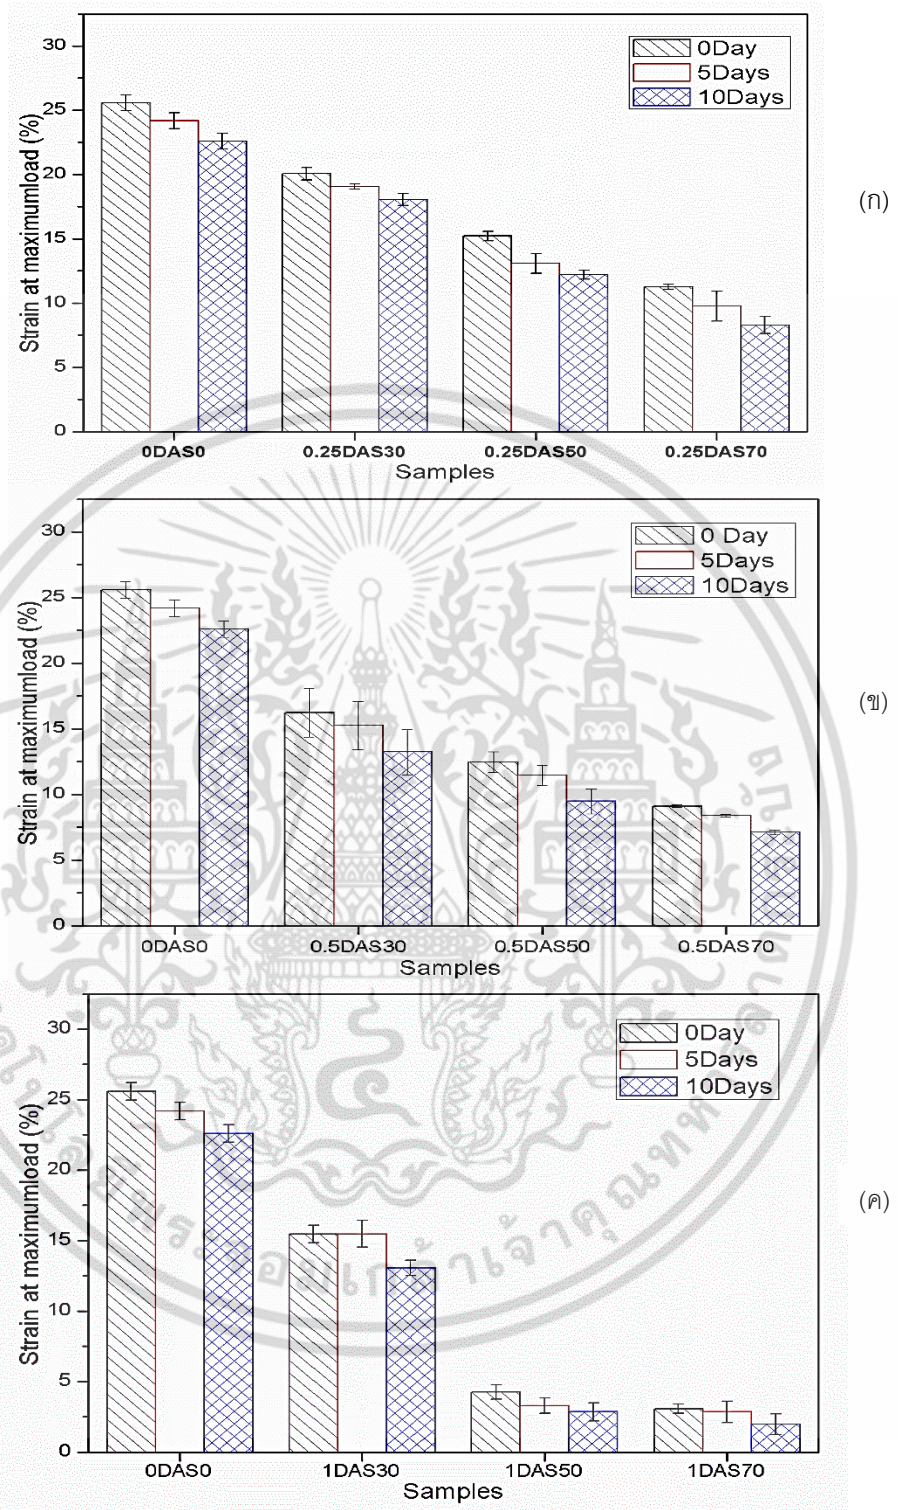 30
25
20
15
10
5
0
Strain at maximumload (%)
0Day
5Days
10Days
0DAS0 0.25DAS30 0.25DAS50 0.25DAS70
Samples
(ก)
30
25
20
15
10
5
0
Strain at maximumload (%)
0 Day
5Days
10Days
0DAS0 0.5DAS30 0.5DAS50 0.5DAS70
Samples
(ข)
30
25
20
15
10
5
0
Strain at maximumload (%)
0Day
5Days
10Days
0DAS0 1DAS30 1DAS50 1DAS70
Samples
(ค)